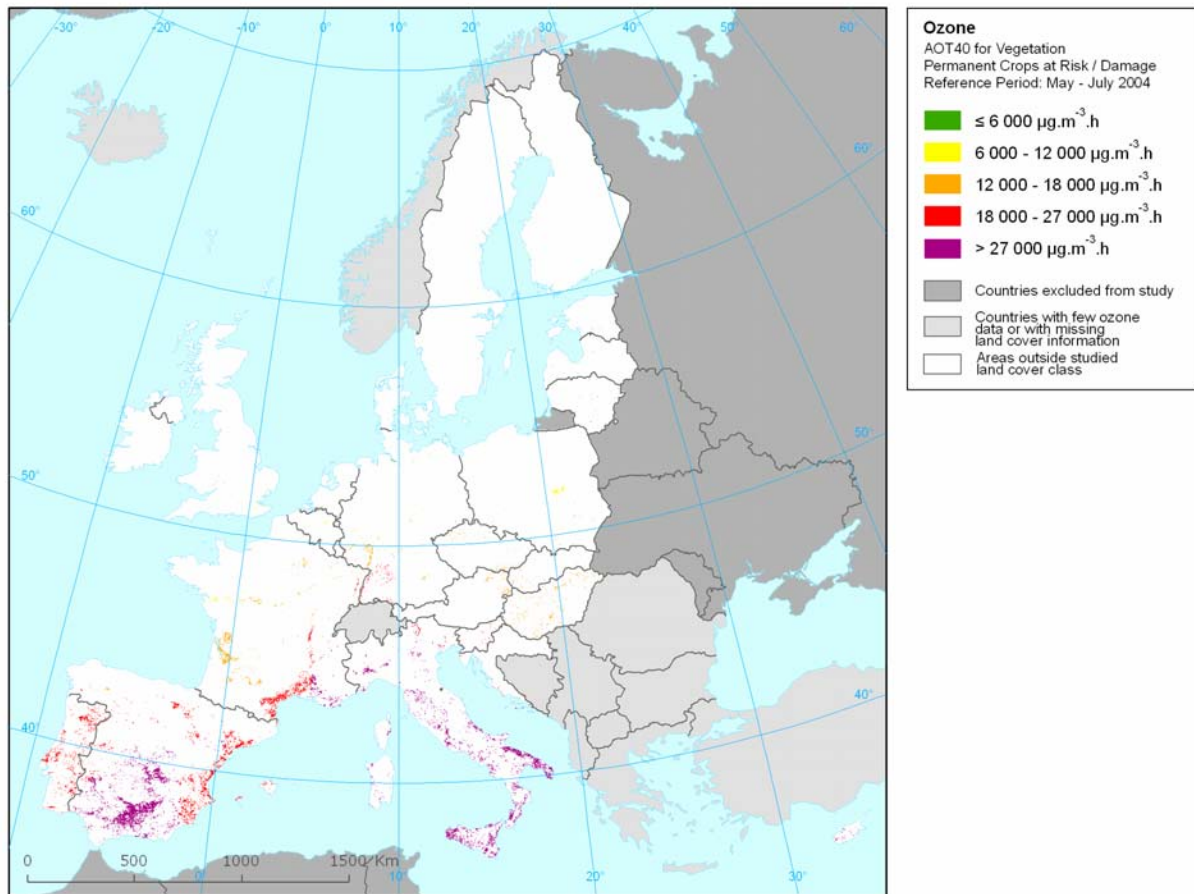 -30° -20° -10° 0° 10° 20° 30° 40° 50° 60°
Ozone
AOT40 for Vegetation
Permanent Crops at Risk / Damage
Reference Period: May - July 2004
≤ 6 000 µg.m⁻³.h
6 000 - 12 000 µg.m⁻³.h
12 000 - 18 000 µg.m⁻³.h
18 000 - 27 000 µg.m⁻³.h
> 27 000 µg.m⁻³.h
Countries excluded from study
Countries with few ozone
data or with missing
land cover information
Areas outside studied
land cover class
60° 60°
50° 50°
40° 40°
0 500 1000 1500 Km
0° 10° 20° 30°